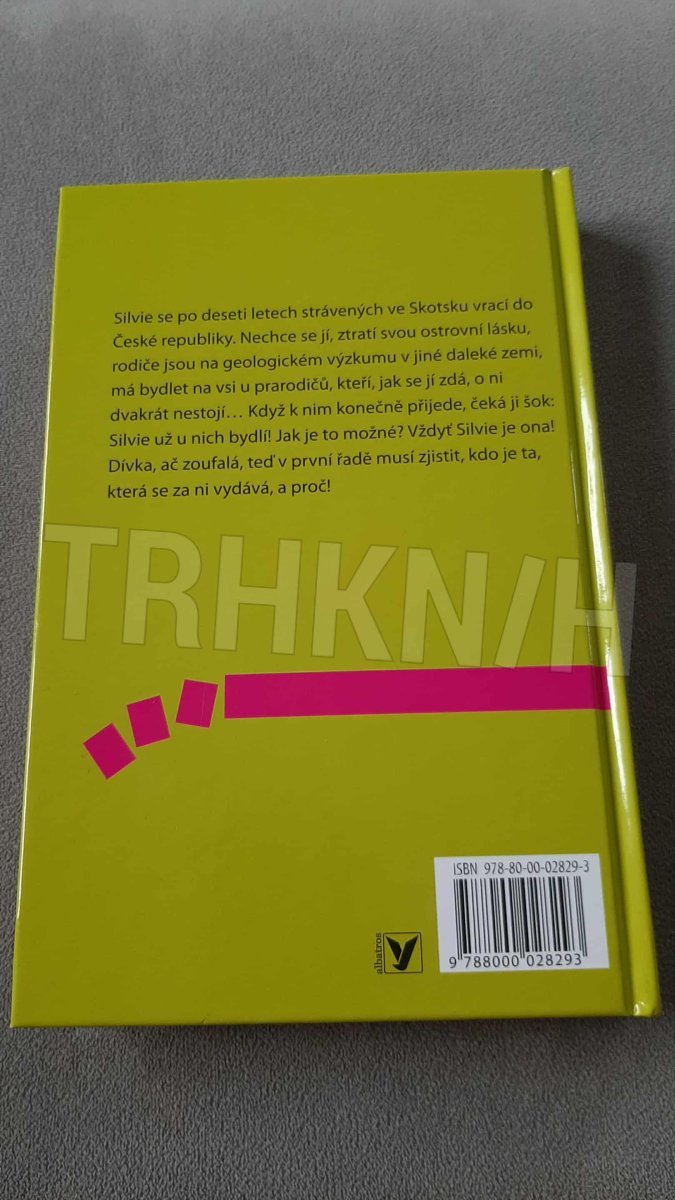 Silvie se po deseti letech strávených ve Skotsku vrací do
České republiky. Nechce se jí, ztratí svou ostrovní lásku,
rodiče jsou na geologickém výzkumu v jiné daleké zemi,
má bydlet na vsi u prarodičů, kteří, jak se jí zdá, o ni
dvakrát nestojí… Když k nim konečně přijede, čeká ji šok:
Silvie už u nich bydlí! Jak je to možné? Vždyť Silvie je ona!
Dívka, ač zoufalá, teď v první řadě musí zjistit, kdo je ta,
která se za ni vydává, a proč!
TRHKNIH
ISBN 978-80-00-02829-3
albatros
9 788000 028293